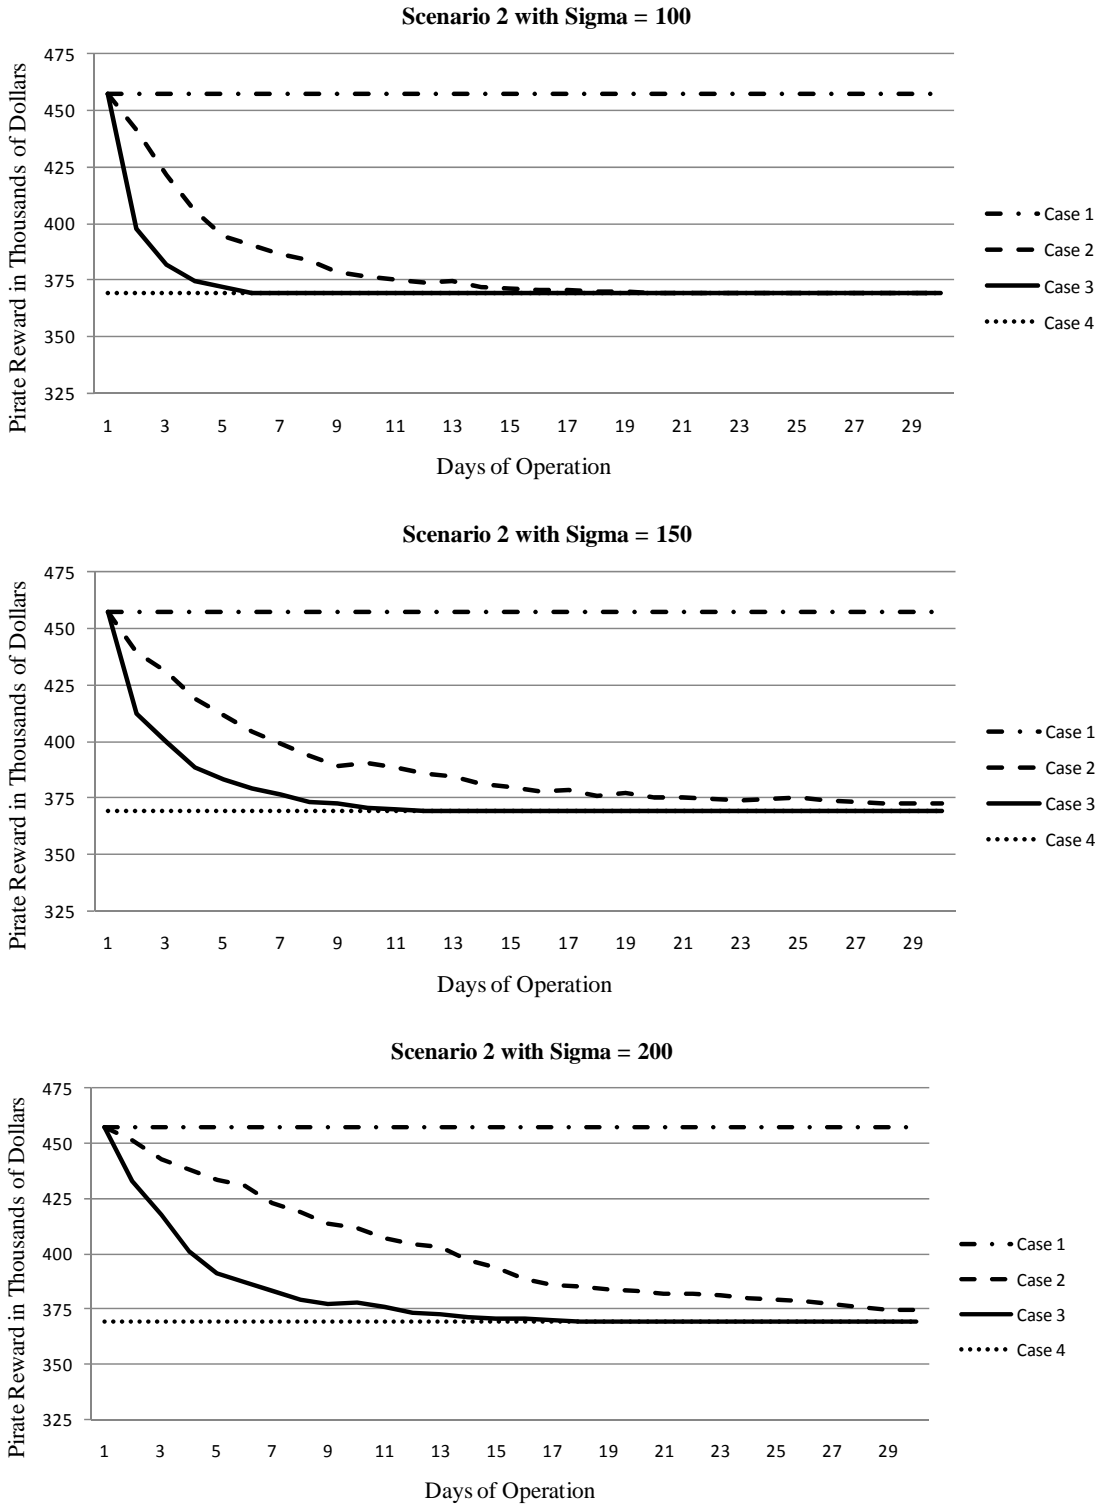 Scenario 2 with Sigma = 100
Pirate Reward in Thousands of Dollars
475
450
425
400
375
350
325
1 3 5 7 9 11 13 15 17 19 21 23 25 27 29
Days of Operation
Case 1
Case 2
Case 3
Case 4
Scenario 2 with Sigma = 150
Pirate Reward in Thousands of Dollars
475
450
425
400
375
350
325
1 3 5 7 9 11 13 15 17 19 21 23 25 27 29
Days of Operation
Case 1
Case 2
Case 3
Case 4
Scenario 2 with Sigma = 200
Pirate Reward in Thousands of Dollars
475
450
425
400
375
350
325
1 3 5 7 9 11 13 15 17 19 21 23 25 27 29
Days of Operation
Case 1
Case 2
Case 3
Case 4